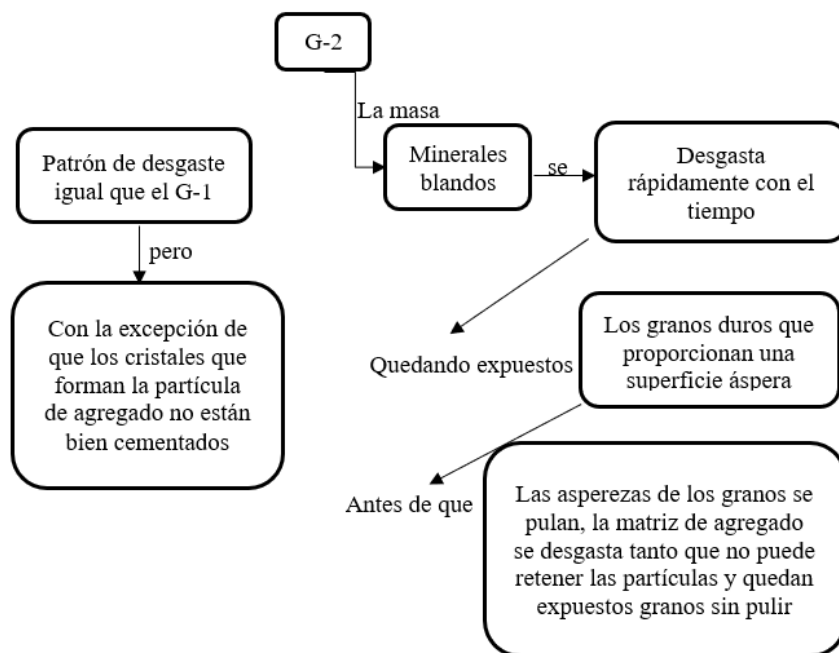 G-2
La masa
Minerales
blandos
se
Desgasta
rápidamente con el
tiempo
Patrón de desgaste
igual que el G-1
pero
Con la excepción de
que los cristales que
forman la partícula
de agregado no están
bien cementados
Quedando expuestos
Los granos duros que
proporcionan una
superficie áspera
Antes de que
Las asperezas de los granos se
pulan, la matriz de agregado
se desgasta tanto que no puede
retener las partículas y quedan
expuestos granos sin pulir